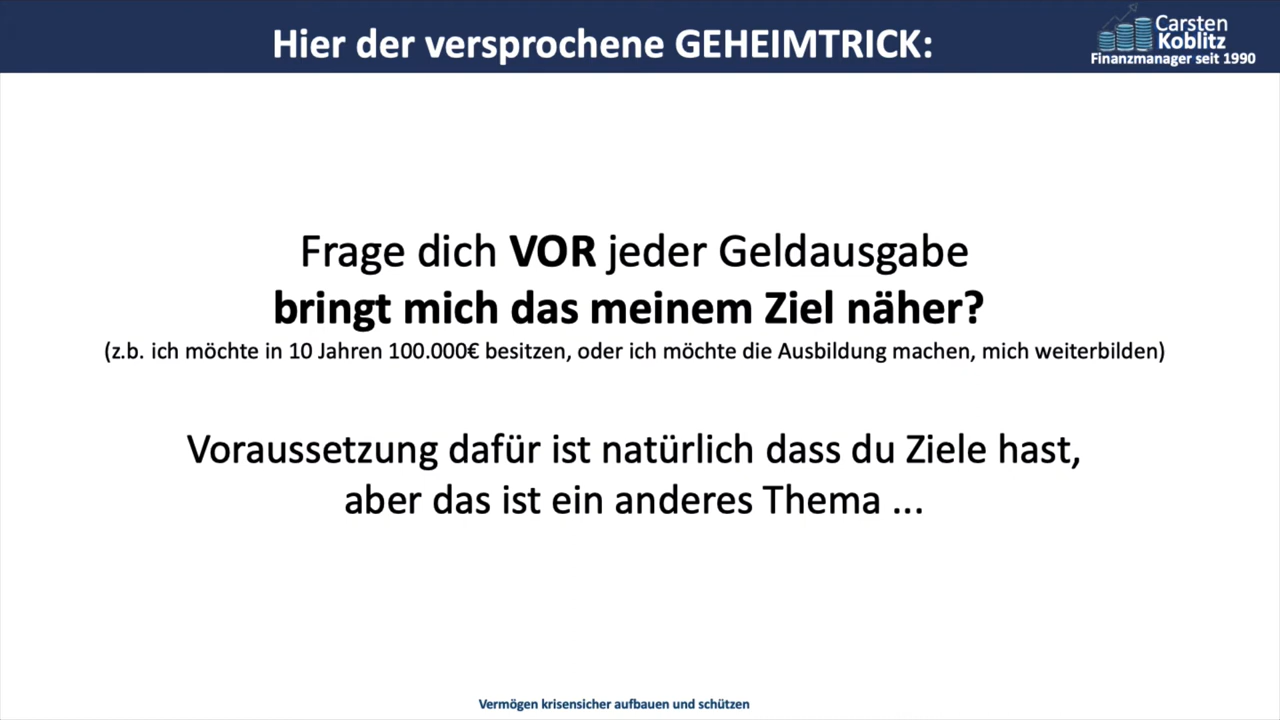 Hier der versprochene GEHEIMTRICK:
Carsten
Koblitz
Finanzmanager seit 1990
Frage dich VOR jeder Geldausgabe
bringt mich das meinem Ziel näher?
(z.b. ich möchte in 10 Jahren 100.000€ besitzen, oder ich möchte die Ausbildung machen, mich weiterbilden)
Voraussetzung dafür ist natürlich dass du Ziele hast,
aber das ist ein anderes Thema ...
Vermögen krisensicher aufbauen und schützen